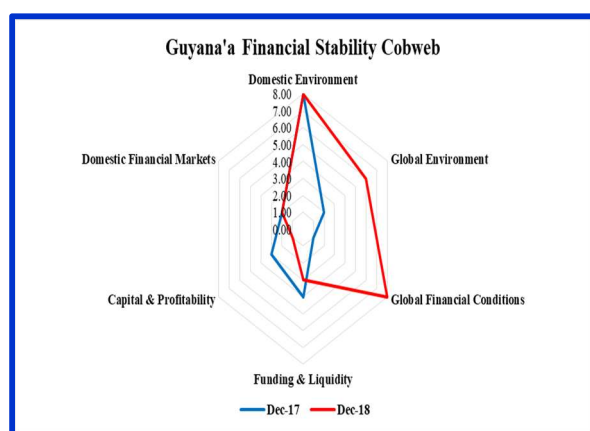 Guyana'a Financial Stability Cobweb
Domestic Environment
8.00
7.00
6.00
5.00
4.00
3.00
2.00
1.00
0.00
Domestic Financial Markets
Global Environment
Capital & Profitability
Global Financial Conditions
Funding & Liquidity
Dec-17 Dec-18